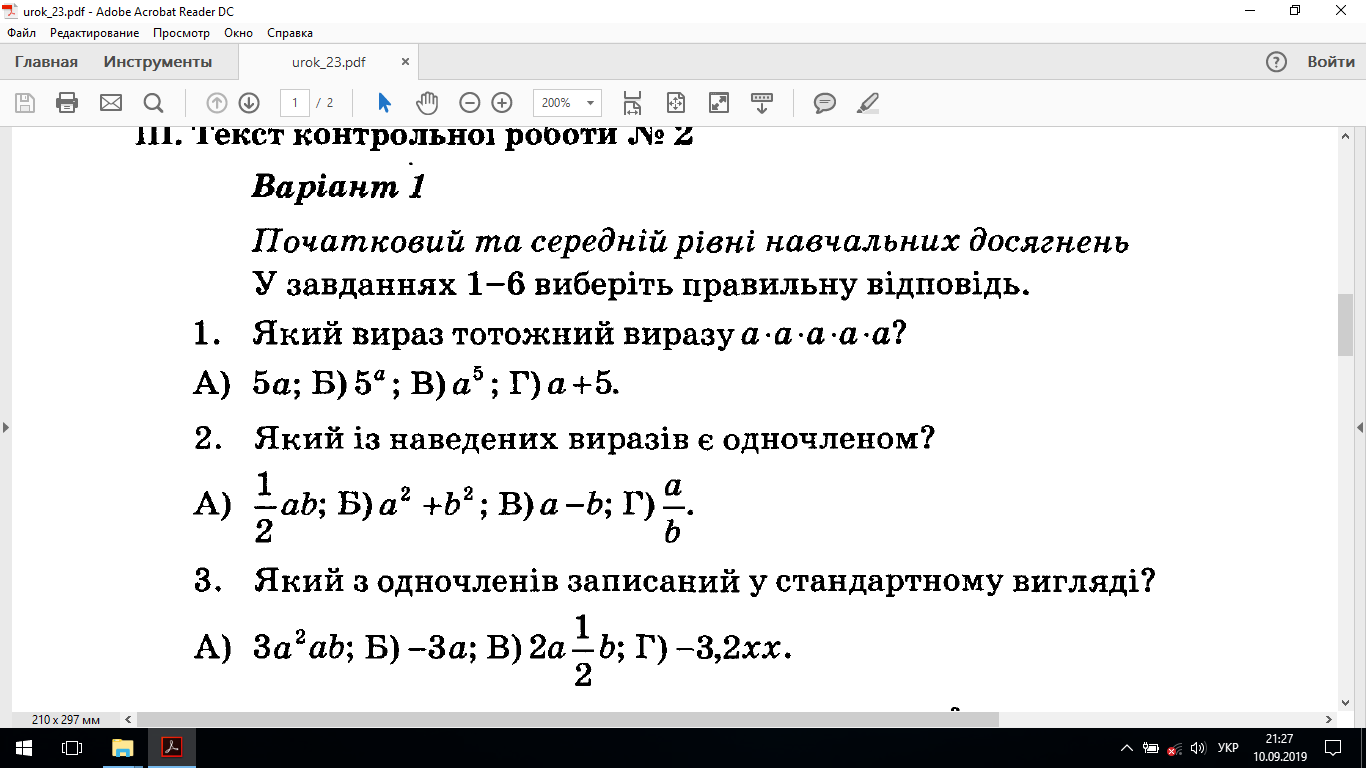 urok_23.pdf - Adobe Acrobat Reader DC
Файл Редактирование Просмотр Окно Справка
Главная Инструменты urok_23.pdf × Войти
1 / 2 200%
III. Текст контрольної роботи № 2
Варіант 1
Початковий та середній рівні навчальних досягнень
У завданнях 1–6 виберіть правильну відповідь.
1. Який вираз тотожний виразу a·a·a·a·a?
А) 5a; Б) 5^a; В) a^5; Г) a+5.
2. Який із наведених виразів є одночленом?
А) 1/2 ab; Б) a² +b²; В) a–b; Г) a/b.
3. Який з одночленів записаний у стандартному вигляді?
А) 3a²ab; Б) –3a; В) 2a 1/2 b; Г) –3,2xx.
210 x 297 мм
УКР 21:27
10.09.2019